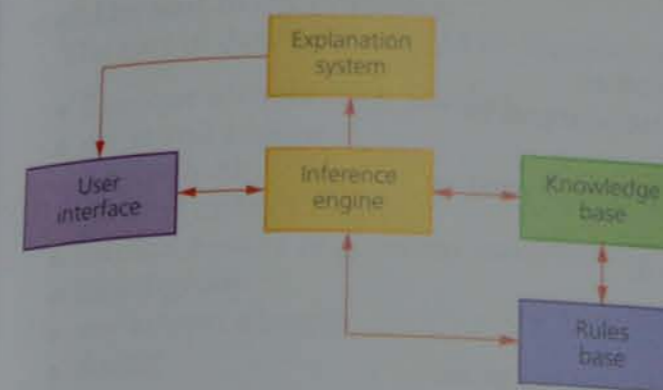 Explanation
system
User
interface
Inference
engine
Knowledge
base
Rules
base